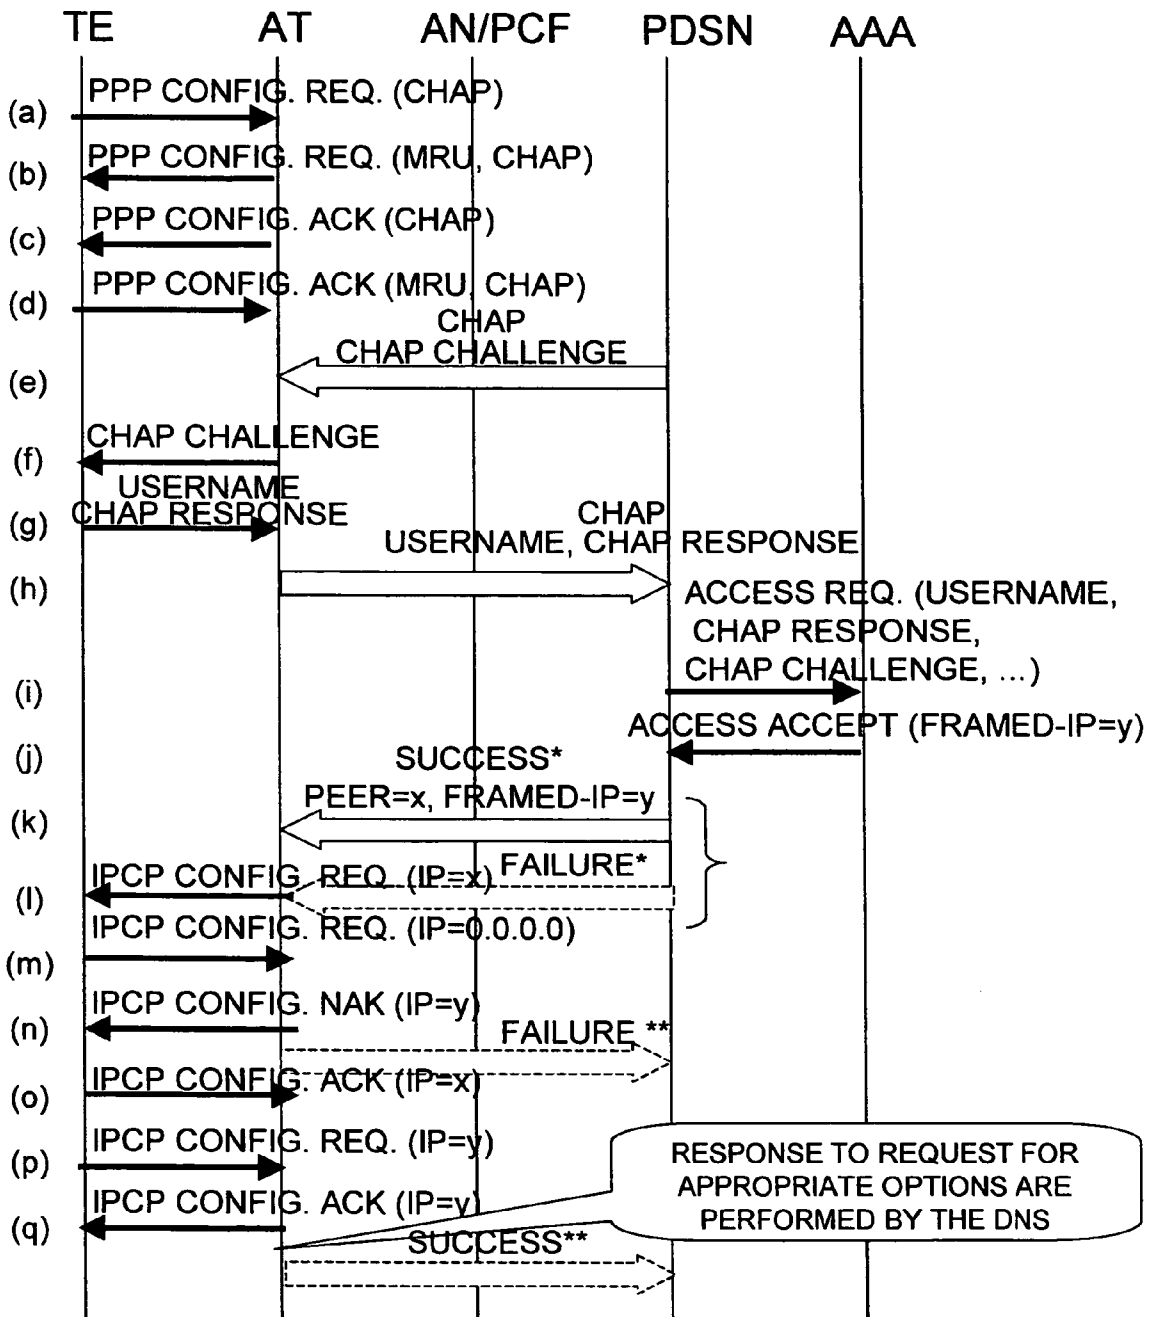 TE AT AN/PCF PDSN AAA
PPP CONFIG. REQ. (CHAP)
(a)
PPP CONFIG. REQ. (MRU, CHAP)
(b)
PPP CONFIG. ACK (CHAP)
(c)
PPP CONFIG. ACK (MRU, CHAP)
(d)
CHAP
CHAP CHALLENGE
(e)
CHAP CHALLENGE
(f)
USERNAME
CHAP RESPONSE
(g)
CHAP
USERNAME, CHAP RESPONSE
(h)
ACCESS REQ. (USERNAME,
CHAP RESPONSE,
CHAP CHALLENGE, ...)
(i)
ACCESS ACCEPT (FRAMED-IP=y)
(j)
SUCCESS*
PEER=x, FRAMED-IP=y
(k)
FAILURE*
IPCP CONFIG. REQ. (IP=x)
(l)
IPCP CONFIG. REQ. (IP=0.0.0.0)
(m)
IPCP CONFIG. NAK (IP=y)
(n)
FAILURE **
IPCP CONFIG. ACK (IP=x)
(o)
IPCP CONFIG. REQ. (IP=y)
(p)
RESPONSE TO REQUEST FOR
APPROPRIATE OPTIONS ARE
PERFORMED BY THE DNS
IPCP CONFIG. ACK (IP=y)
(q)
SUCCESS**